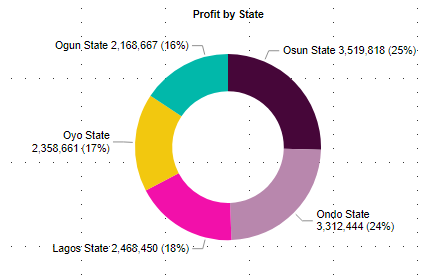 Profit by State
Ogun State 2,168,667 (16%)
Osun State 3,519,818 (25%)
Oyo State
2,358,661 (17%)
Ondo State
3,312,444 (24%)
Lagos State 2,468,450 (18%)